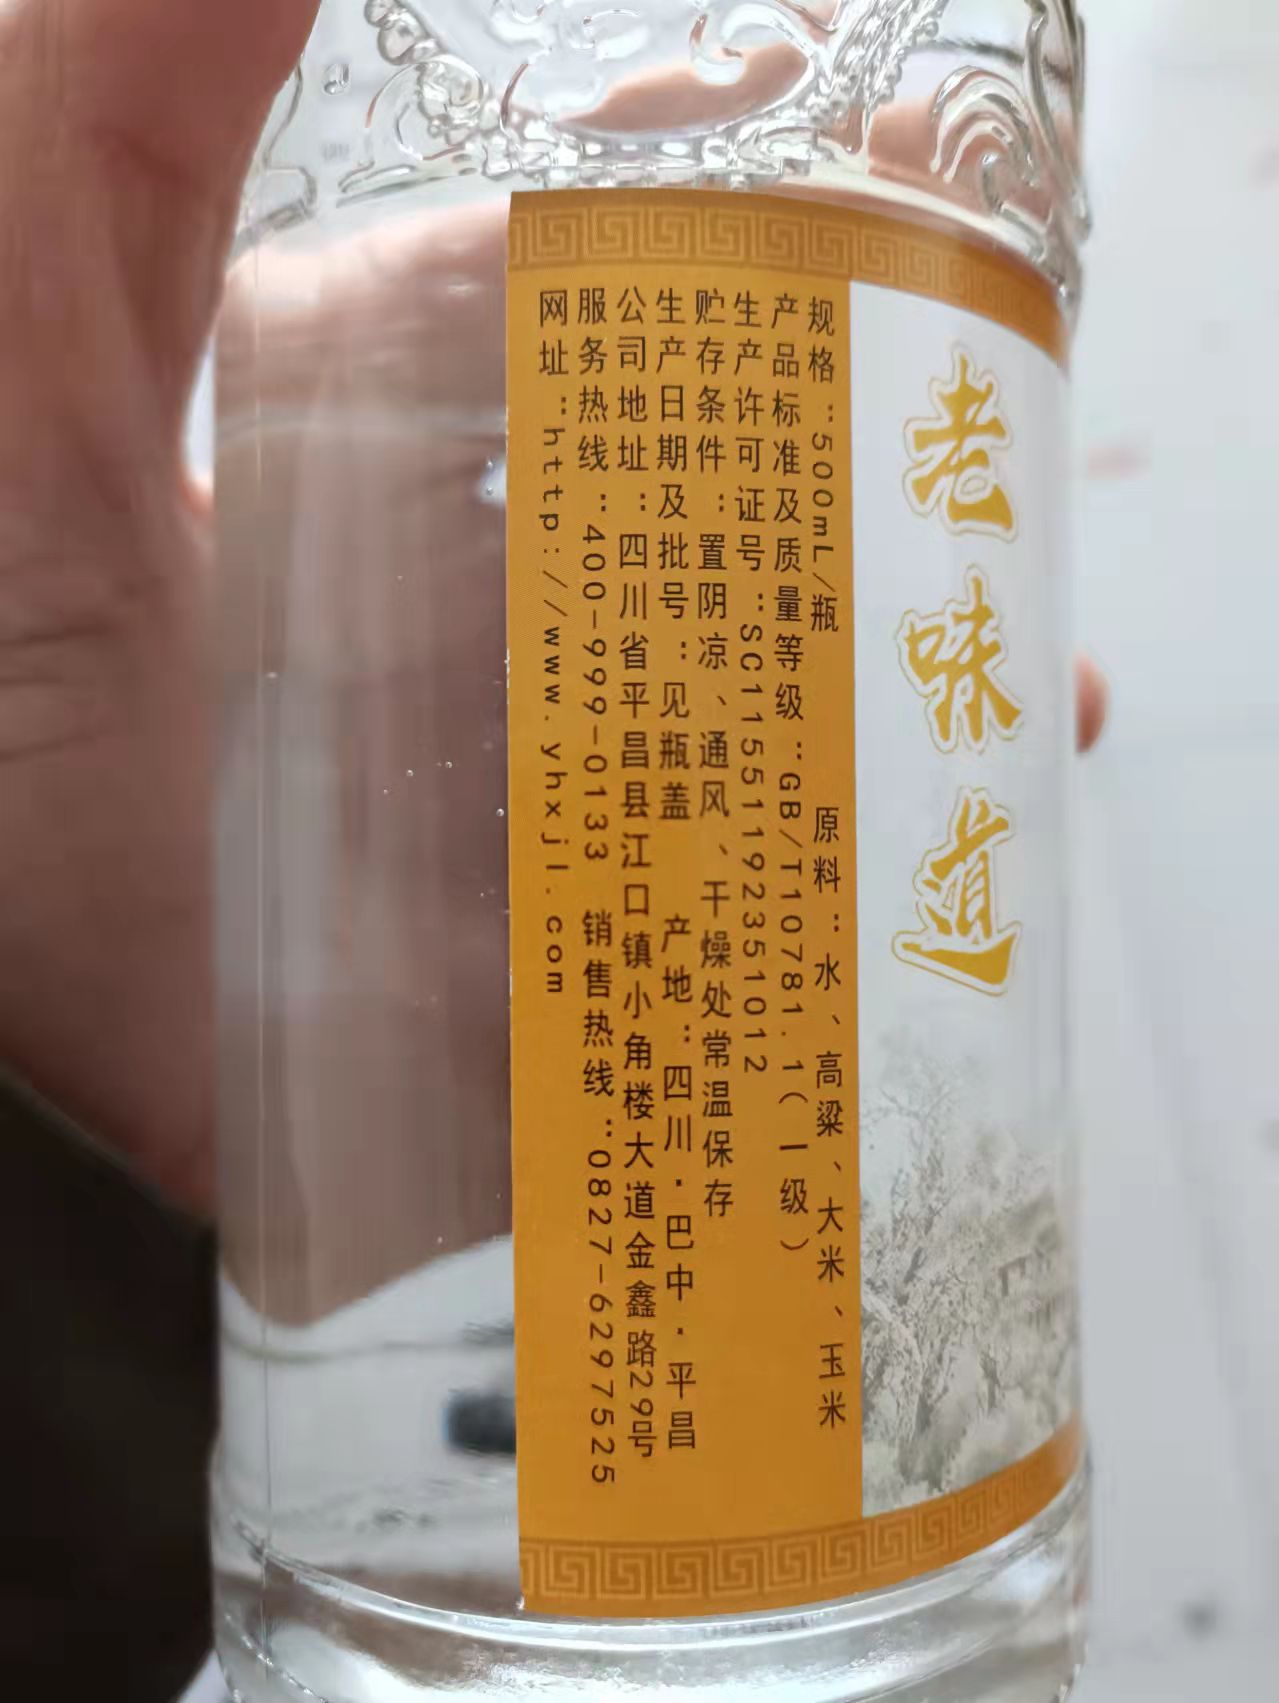 老味道
规格：500mL/瓶 原料：水、高粱、大米、玉米
产品标准及质量等级：GB/T10781.1(一级)
生产许可证号：SC11551192351012
贮存条件：置阴凉、通风、干燥处常温保存
生产日期及批号：见瓶盖 产地：四川·巴中·平昌
公司地址：四川省平昌县江口镇小角楼大道金鑫路29号
服务热线：400-999-0133 销售热线：0827-6297525
网址：http://www.yhxjl.com